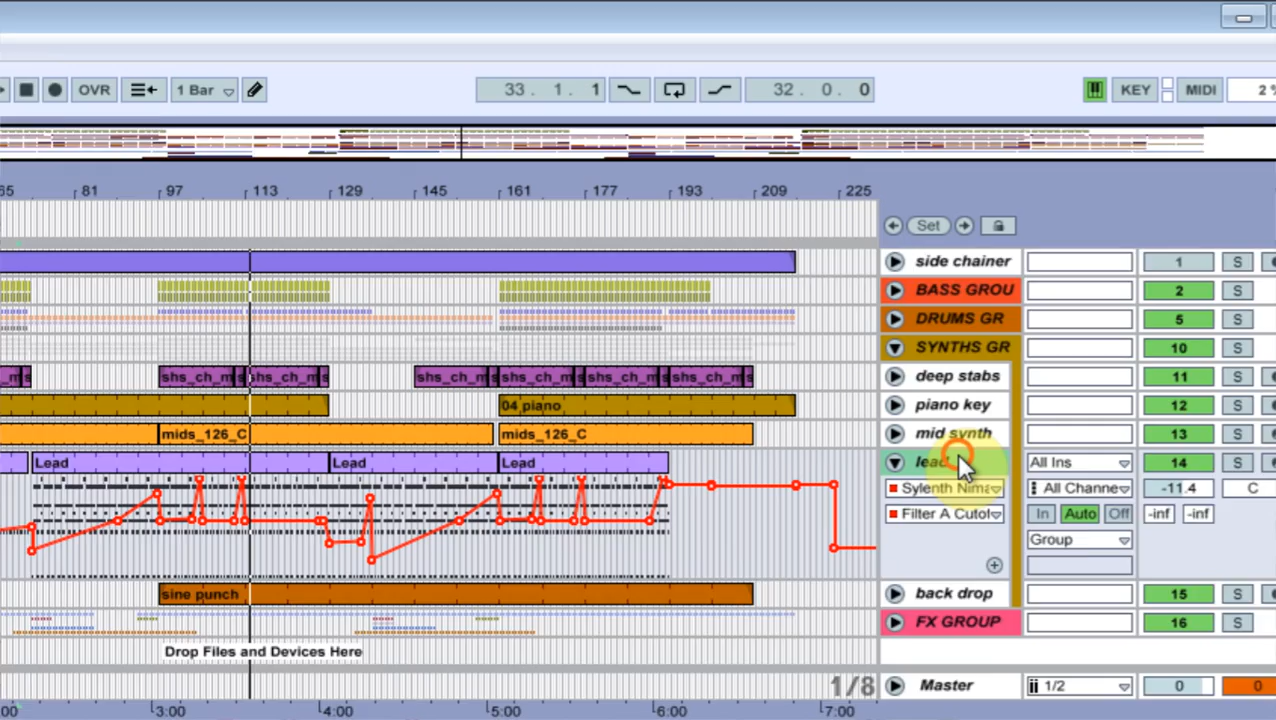 OVR 1 Bar 33. 1. 1 32. 0. 0 KEY MIDI 2 %
65 81 97 113 129 145 161 177 193 209 225
Set
side chainer 1 S
BASS GROU 2 S
DRUMS GR 5 S
SYNTHS GR 10 S
shs_ch_m s shs_ch_m shs_ch_m s shs_ch_m s shs_ch_m s shs_ch_m s deep stabs 11 S
04 piano piano key 12 S
mids_126_C mids_126_C mid synth 13 S
Lead Lead Lead lead All Ins 14 S
All Channe -11.4 C
Filter A Cutof In Auto Off -inf -inf
Group
sine punch back drop 15 S
FX GROUP 16 S
Drop Files and Devices Here
1/8 Master 1/2 0 0
:00 3:00 4:00 5:00 6:00 7:00